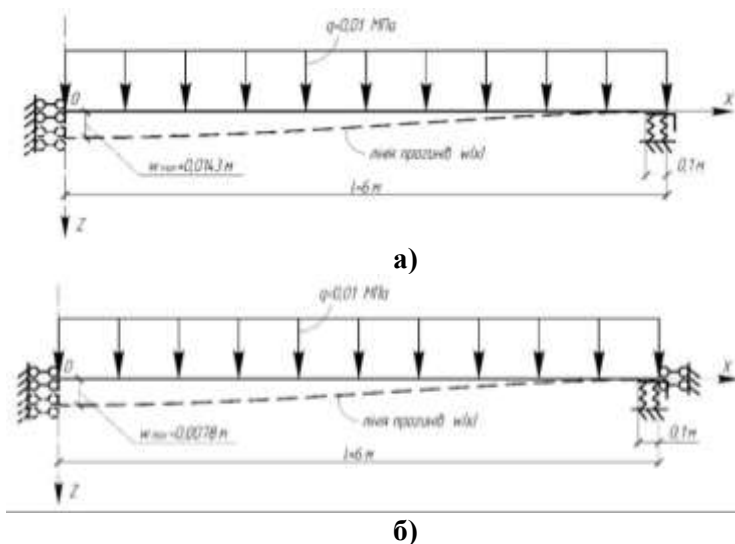 q=0,01 МПа
0
X
лінія прогинів w(x)
w max=0,0143 м
0,1 м
l=6 м
Z
а)
q=0,01 МПа
0
X
лінія прогинів w(x)
w max=0,0078 м
0,1 м
l=6 м
Z
б)